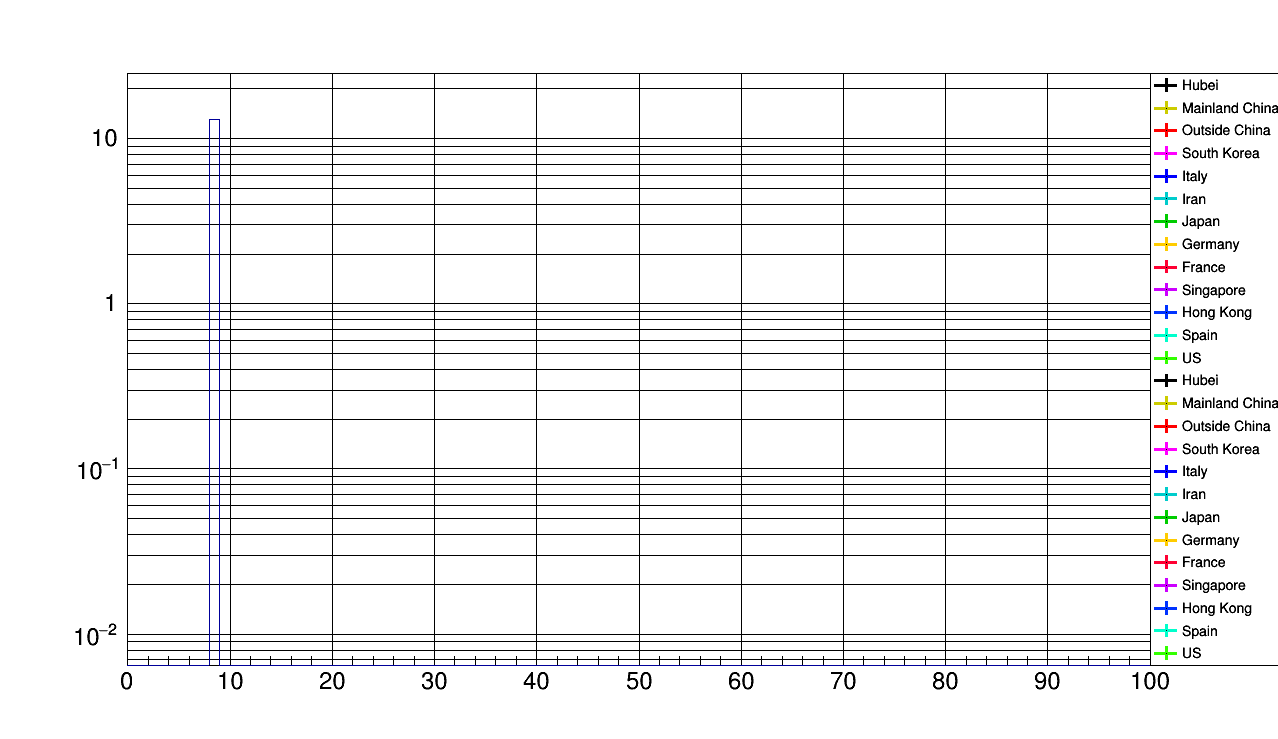 10
1
10⁻¹
10⁻²
0 10 20 30 40 50 60 70 80 90 100
Hubei
Mainland China
Outside China
South Korea
Italy
Iran
Japan
Germany
France
Singapore
Hong Kong
Spain
US
Hubei
Mainland China
Outside China
South Korea
Italy
Iran
Japan
Germany
France
Singapore
Hong Kong
Spain
US